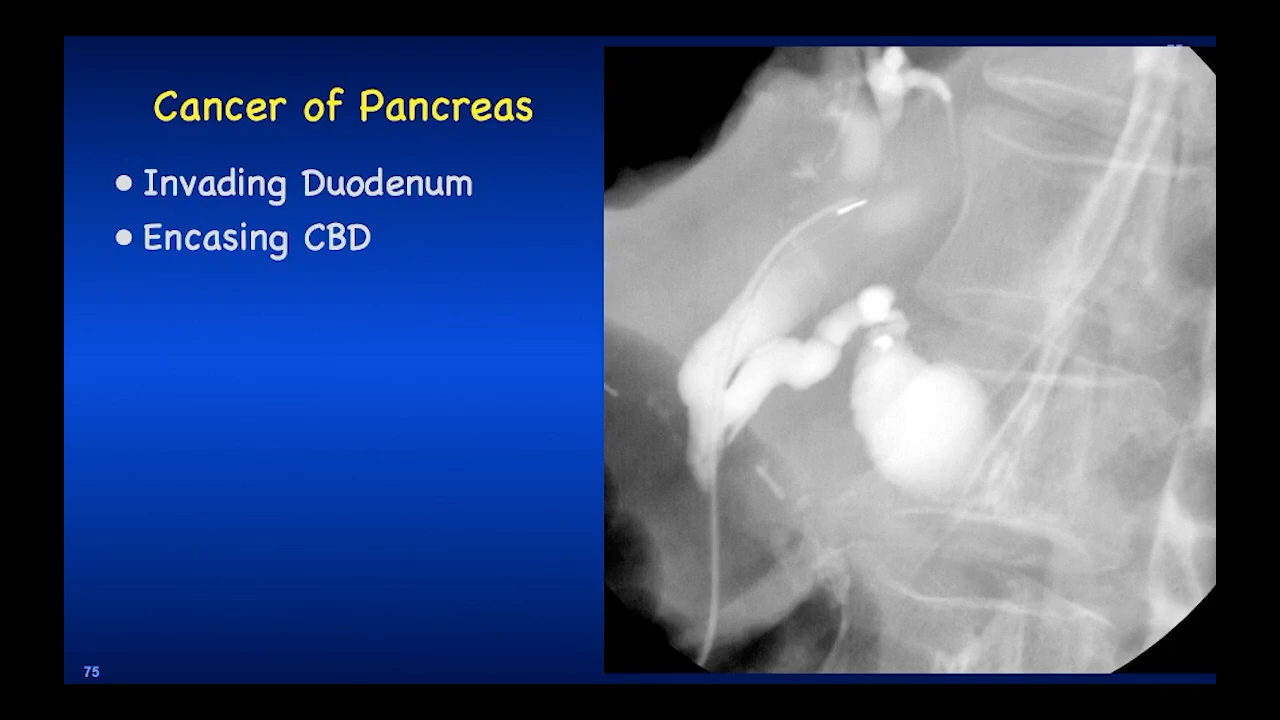 Cancer of Pancreas
● Invading Duodenum
● Encasing CBD
75